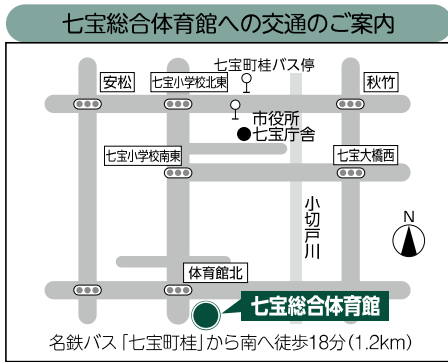 七宝総合体育館への交通のご案内
七宝町桂バス停
安松
七宝小学校北東
秋竹
市役所
七宝庁舎
七宝小学校南東
七宝大橋西
小切戸川
N
体育館北
七宝総合体育館
名鉄バス「七宝町桂」から南へ徒歩18分(1.2km)